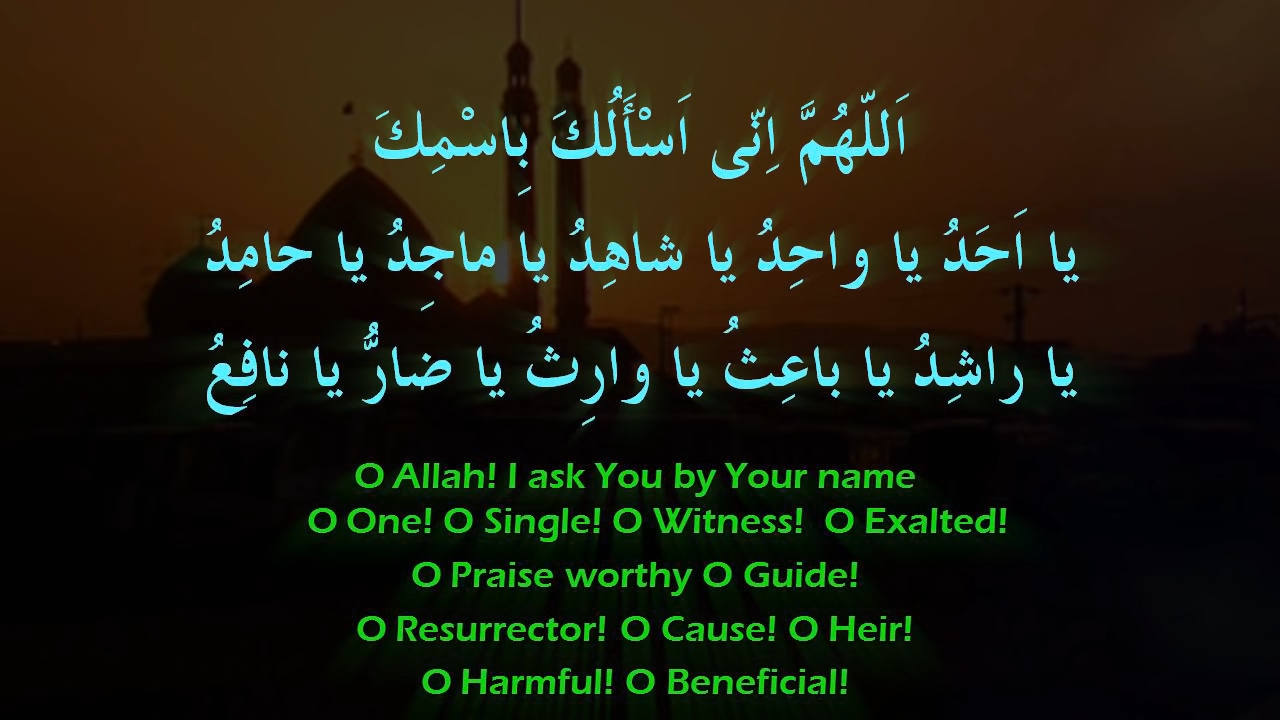 اَللّهُمَّ اِنّى اَسْأَلُكَ بِاسْمِكَ
يا اَحَدُ يا واحِدُ يا شاهِدُ يا ماجِدُ يا حامِدُ
يا راشِدُ يا باعِثُ يا وارِثُ يا ضارُّ يا نافِعُ
O Allah! I ask You by Your name
O One! O Single! O Witness! O Exalted!
O Praise worthy O Guide!
O Resurrector! O Cause! O Heir!
O Harmful! O Beneficial!